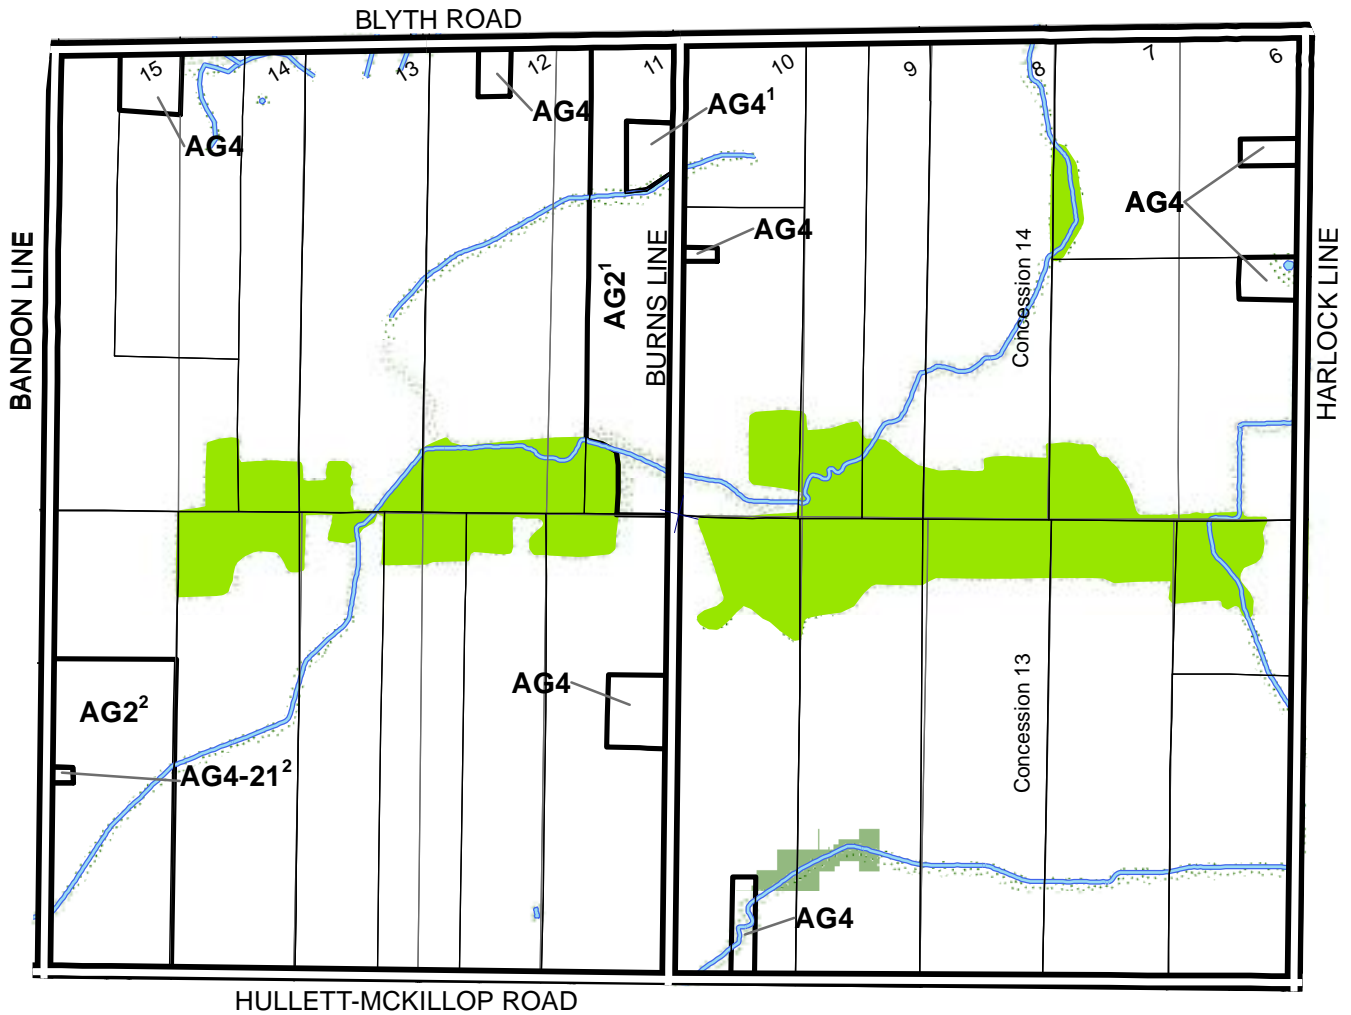 BLYTH ROAD
15
14
13
12
11
10
9
8
7
6
AG4
AG4
AG4¹
AG4
AG4
BANDON LINE
AG2¹
BURNS LINE
Concession 14
HARLOCK LINE
AG2²
AG4-21²
AG4
Concession 13
AG4
HULLETT-MCKILLOP ROAD